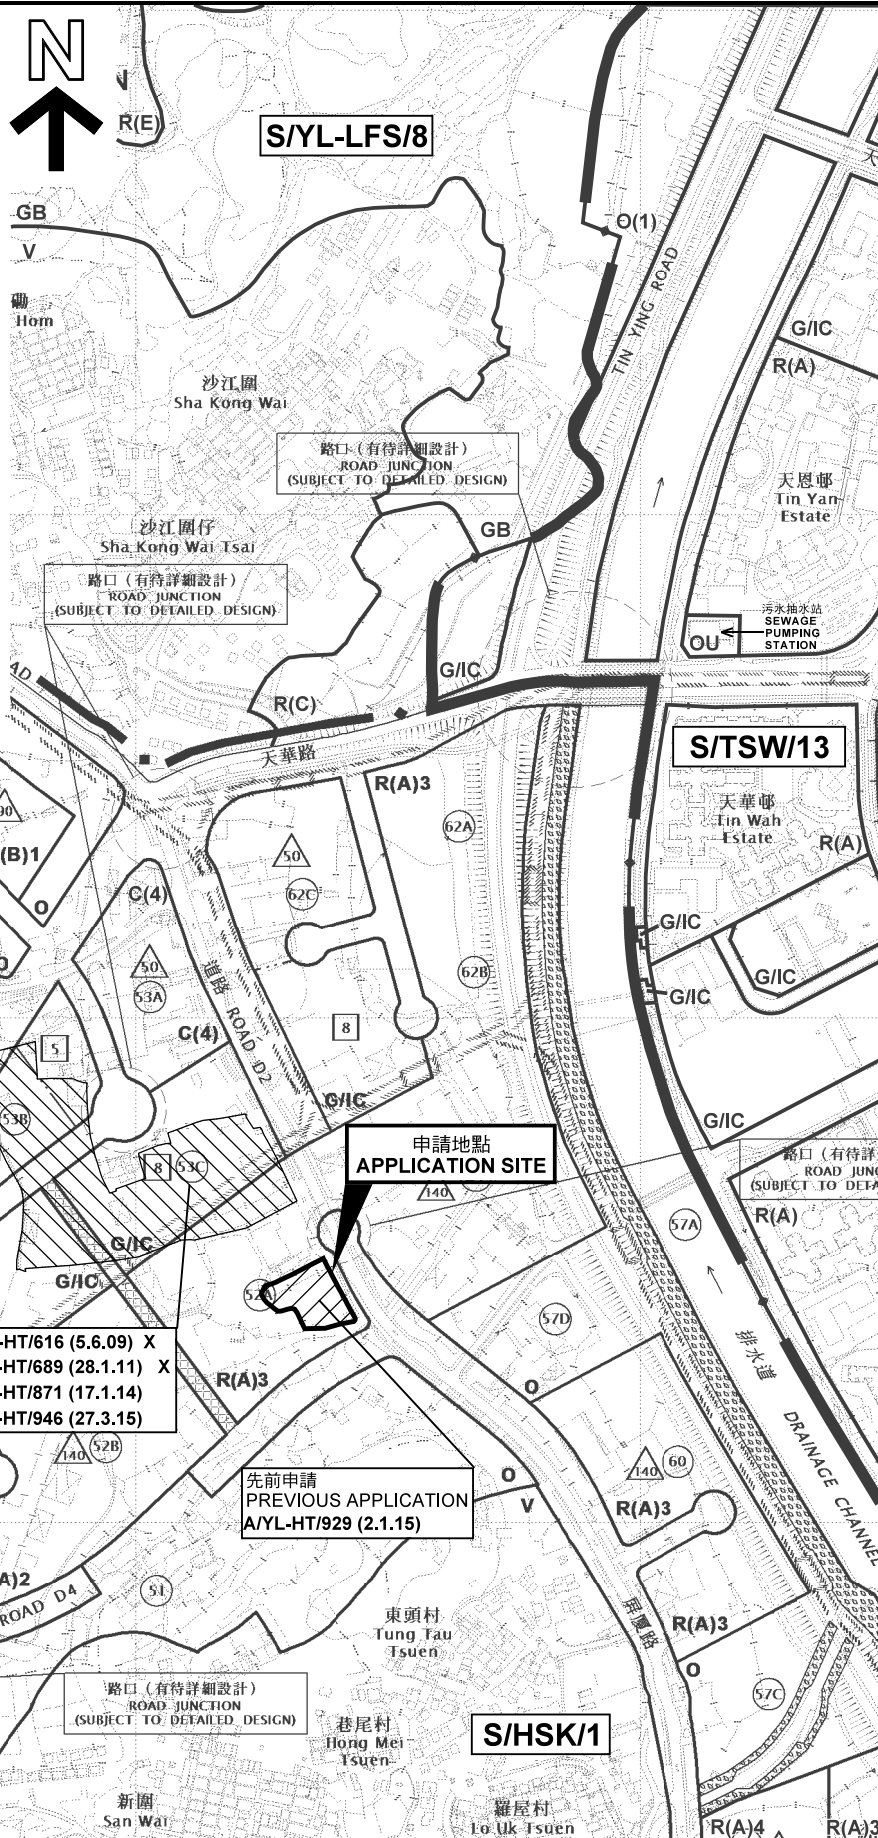 N
R(E)
S/YL-LFS/8
GB
V
O(1)
TIN YING ROAD
Hom
G/IC
R(A)
沙江圍
Sha Kong Wai
路口（有待詳細設計）
ROAD JUNCTION
(SUBJECT TO DETAILED DESIGN)
天恩邨
Tin Yan
Estate
沙江圍仔
Sha Kong Wai Tsai
GB
路口（有待詳細設計）
ROAD JUNCTION
(SUBJECT TO DETAILED DESIGN)
污水抽水站
SEWAGE
PUMPING
STATION
OU
G/IC
R(C)
天華路
S/TSW/13
R(A)3
天華邨
Tin Wah
Estate
R(A)
62A
50
62C
(B)1
O
C(4)
G/IC
50
53A
62B
G/IC
G/IC
道路 ROAD D2
C(4)
8
5
G/IC
53B
申請地點
APPLICATION SITE
G/IC
8
53C
140
路口（有待詳
ROAD JUNC
(SUBJECT TO DETA
R(A)
57A
G/IC
G/IC
52A
57D
-HT/616 (5.6.09) X
-HT/689 (28.1.11) X
-HT/871 (17.1.14)
-HT/946 (27.3.15)
R(A)3
O
排水道
DRAINAGE CHANNEL
140
52B
先前申請
PREVIOUS APPLICATION
A/YL-HT/929 (2.1.15)
O
V
140
60
R(A)3
A)2
ROAD D4
51
東頭村
Tung Tau
Tsuen
屏廈路
R(A)3
O
57C
路口（有待詳細設計）
ROAD JUNCTION
(SUBJECT TO DETAILED DESIGN)
巷尾村
Hong Mei
Tsuen
S/HSK/1
新圍
San Wai
羅屋村
Lo Uk Tsuen
R(A)4
R(A)3